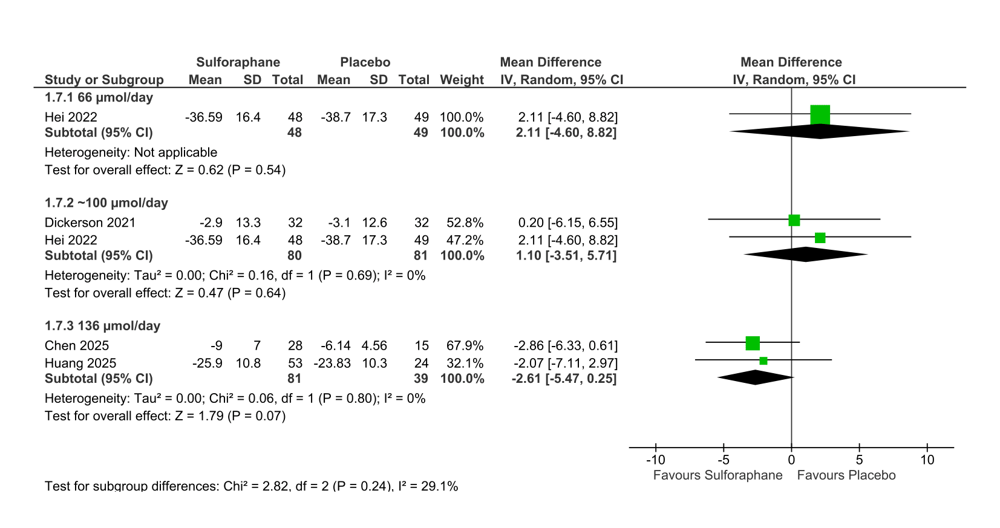 Sulforaphane Placebo Mean Difference Mean Difference
Study or Subgroup Mean SD Total Mean SD Total Weight IV, Random, 95% CI IV, Random, 95% CI
1.7.1 66 µmol/day
Hei 2022 -36.59 16.4 48 -38.7 17.3 49 100.0% 2.11 [-4.60, 8.82]
Subtotal (95% CI) 48 49 100.0% 2.11 [-4.60, 8.82]
Heterogeneity: Not applicable
Test for overall effect: Z = 0.62 (P = 0.54)
1.7.2 ~100 µmol/day
Dickerson 2021 -2.9 13.3 32 -3.1 12.6 32 52.8% 0.20 [-6.15, 6.55]
Hei 2022 -36.59 16.4 48 -38.7 17.3 49 47.2% 2.11 [-4.60, 8.82]
Subtotal (95% CI) 80 81 100.0% 1.10 [-3.51, 5.71]
Heterogeneity: Tau² = 0.00; Chi² = 0.16, df = 1 (P = 0.69); I² = 0%
Test for overall effect: Z = 0.47 (P = 0.64)
1.7.3 136 µmol/day
Chen 2025 -9 7 28 -6.14 4.56 15 67.9% -2.86 [-6.33, 0.61]
Huang 2025 -25.9 10.8 53 -23.83 10.3 24 32.1% -2.07 [-7.11, 2.97]
Subtotal (95% CI) 81 39 100.0% -2.61 [-5.47, 0.25]
Heterogeneity: Tau² = 0.00; Chi² = 0.06, df = 1 (P = 0.80); I² = 0%
Test for overall effect: Z = 1.79 (P = 0.07)
-10 -5 0 5 10
Favours Sulforaphane Favours Placebo
Test for subgroup differences: Chi² = 2.82, df = 2 (P = 0.24), I² = 29.1%